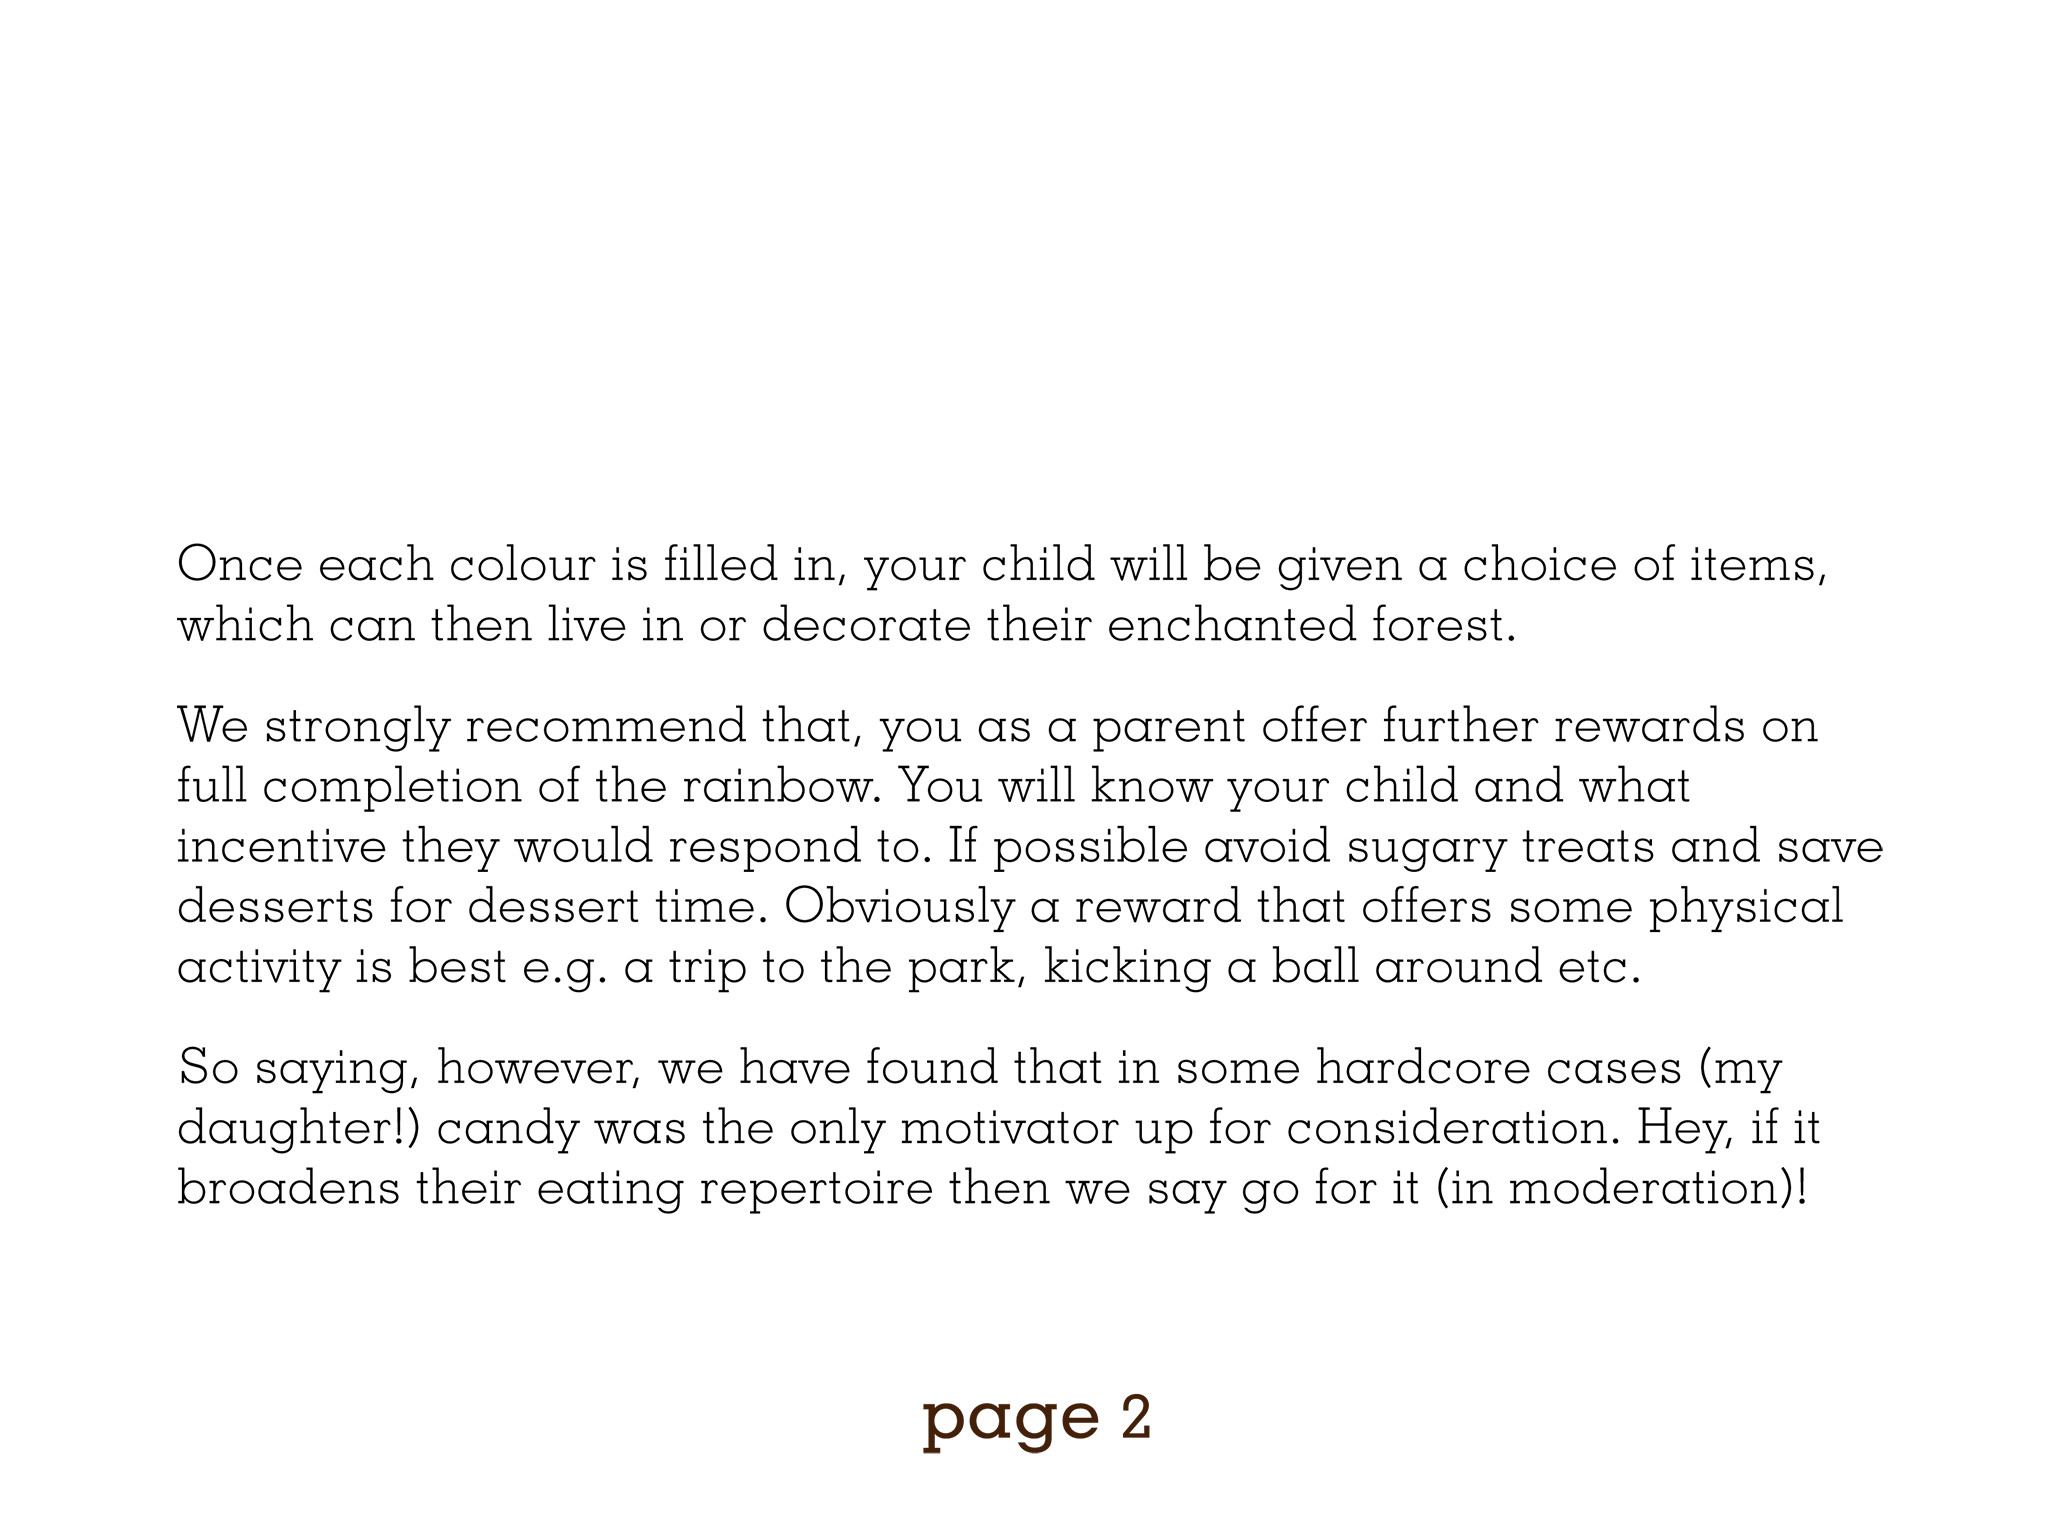 Once each colour is filled in, your child will be given a choice of items,
which can then live in or decorate their enchanted forest.
We strongly recommend that, you as a parent offer further rewards on
full completion of the rainbow. You will know your child and what
incentive they would respond to. If possible avoid sugary treats and save
desserts for dessert time. Obviously a reward that offers some physical
activity is best e.g. a trip to the park, kicking a ball around etc.
So saying, however, we have found that in some hardcore cases (my
daughter!) candy was the only motivator up for consideration. Hey, if it
broadens their eating repertoire then we say go for it (in moderation)!
page 2